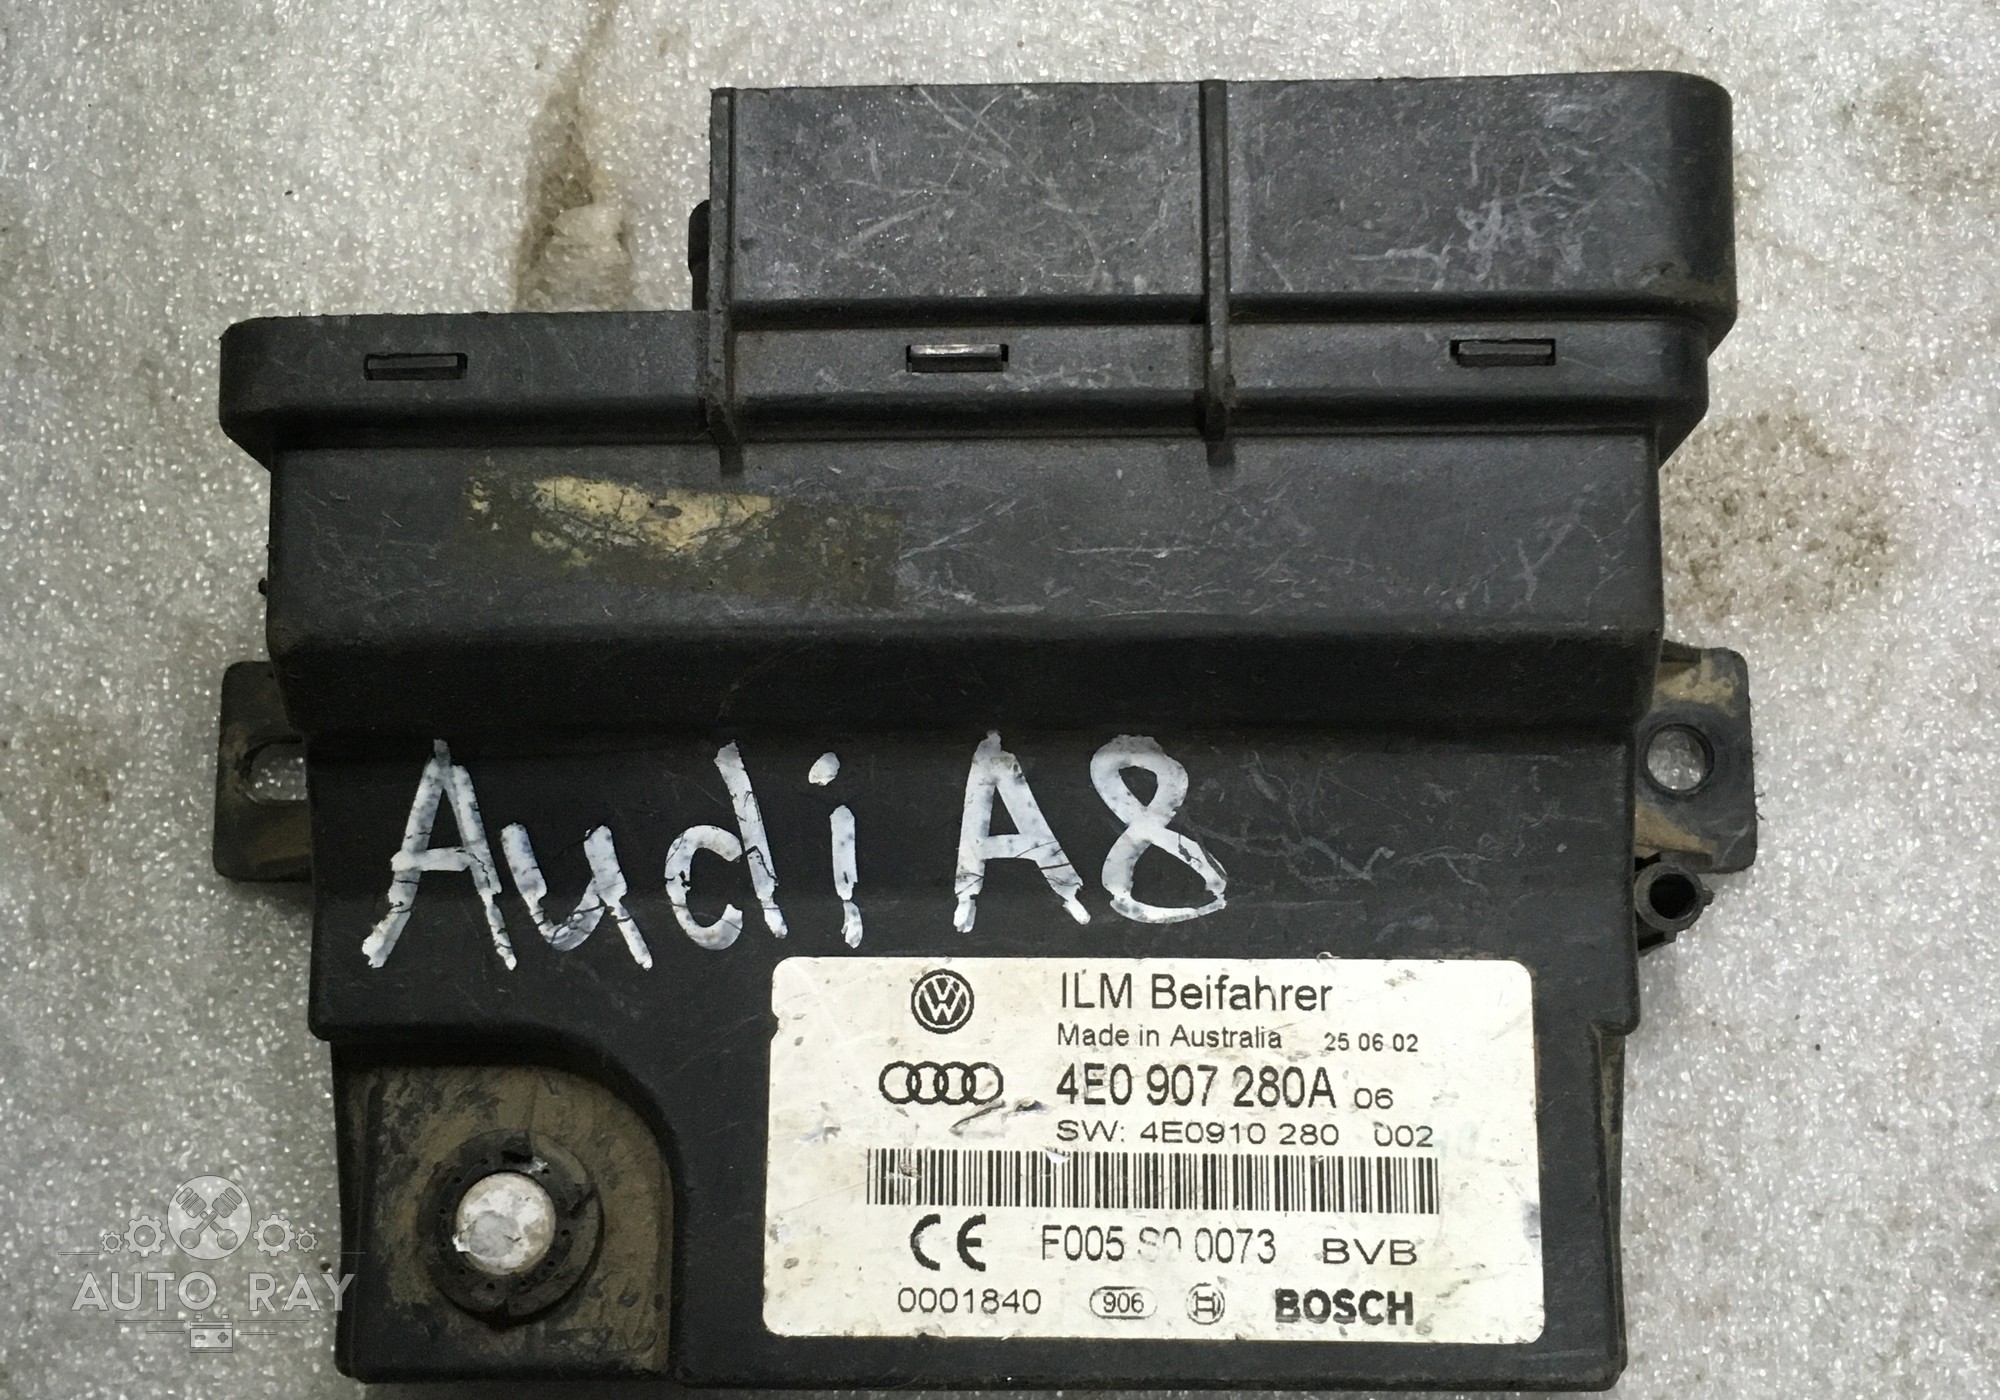 Audi A8
ILM Beifahrer
Made in Australia 25 06 02
4E0 907 280A 06
SW: 4E0910 280 002
F005 S0 0073 BVB
0001840 906 BOSCH
AUTO RAY